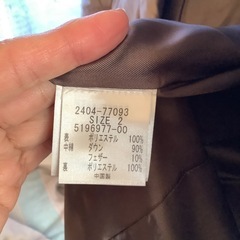 2404-77093
SIZE 2
5196977-00
表 ポリエステル 100%
中綿 ダウン 90%
フェザー 10%
裏 ポリエステル 100%
中国製